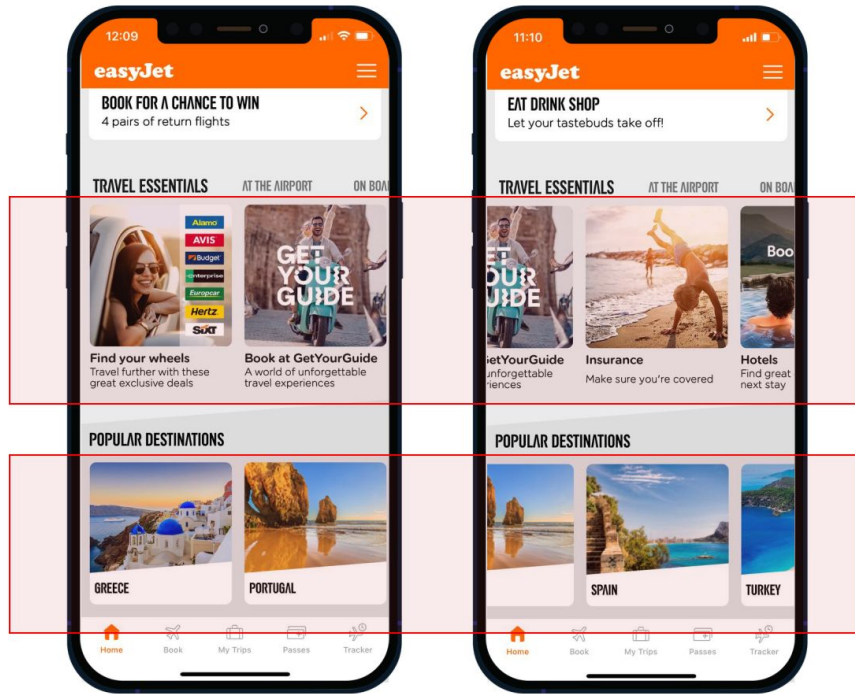 12:09
easyJet
BOOK FOR A CHANCE TO WIN
4 pairs of return flights
TRAVEL ESSENTIALS AT THE AIRPORT ON BOA
Alamo
AVIS
Budget
enterprise
Europcar
Hertz
SIXT
GET
YOUR
GUIDE
Find your wheels
Travel further with these
great exclusive deals
Book at GetYourGuide
A world of unforgettable
travel experiences
POPULAR DESTINATIONS
GREECE
PORTUGAL
Home Book My Trips Passes Tracker
11:10
easyJet
EAT DRINK SHOP
Let your tastebuds take off!
TRAVEL ESSENTIALS AT THE AIRPORT ON BOA
GET
OUR
UIDE
Boo
etYourGuide
unforgettable
riences
Insurance
Make sure you're covered
Hotels
Find great
next stay
POPULAR DESTINATIONS
SPAIN
TURKEY
Home Book My Trips Passes Tracker